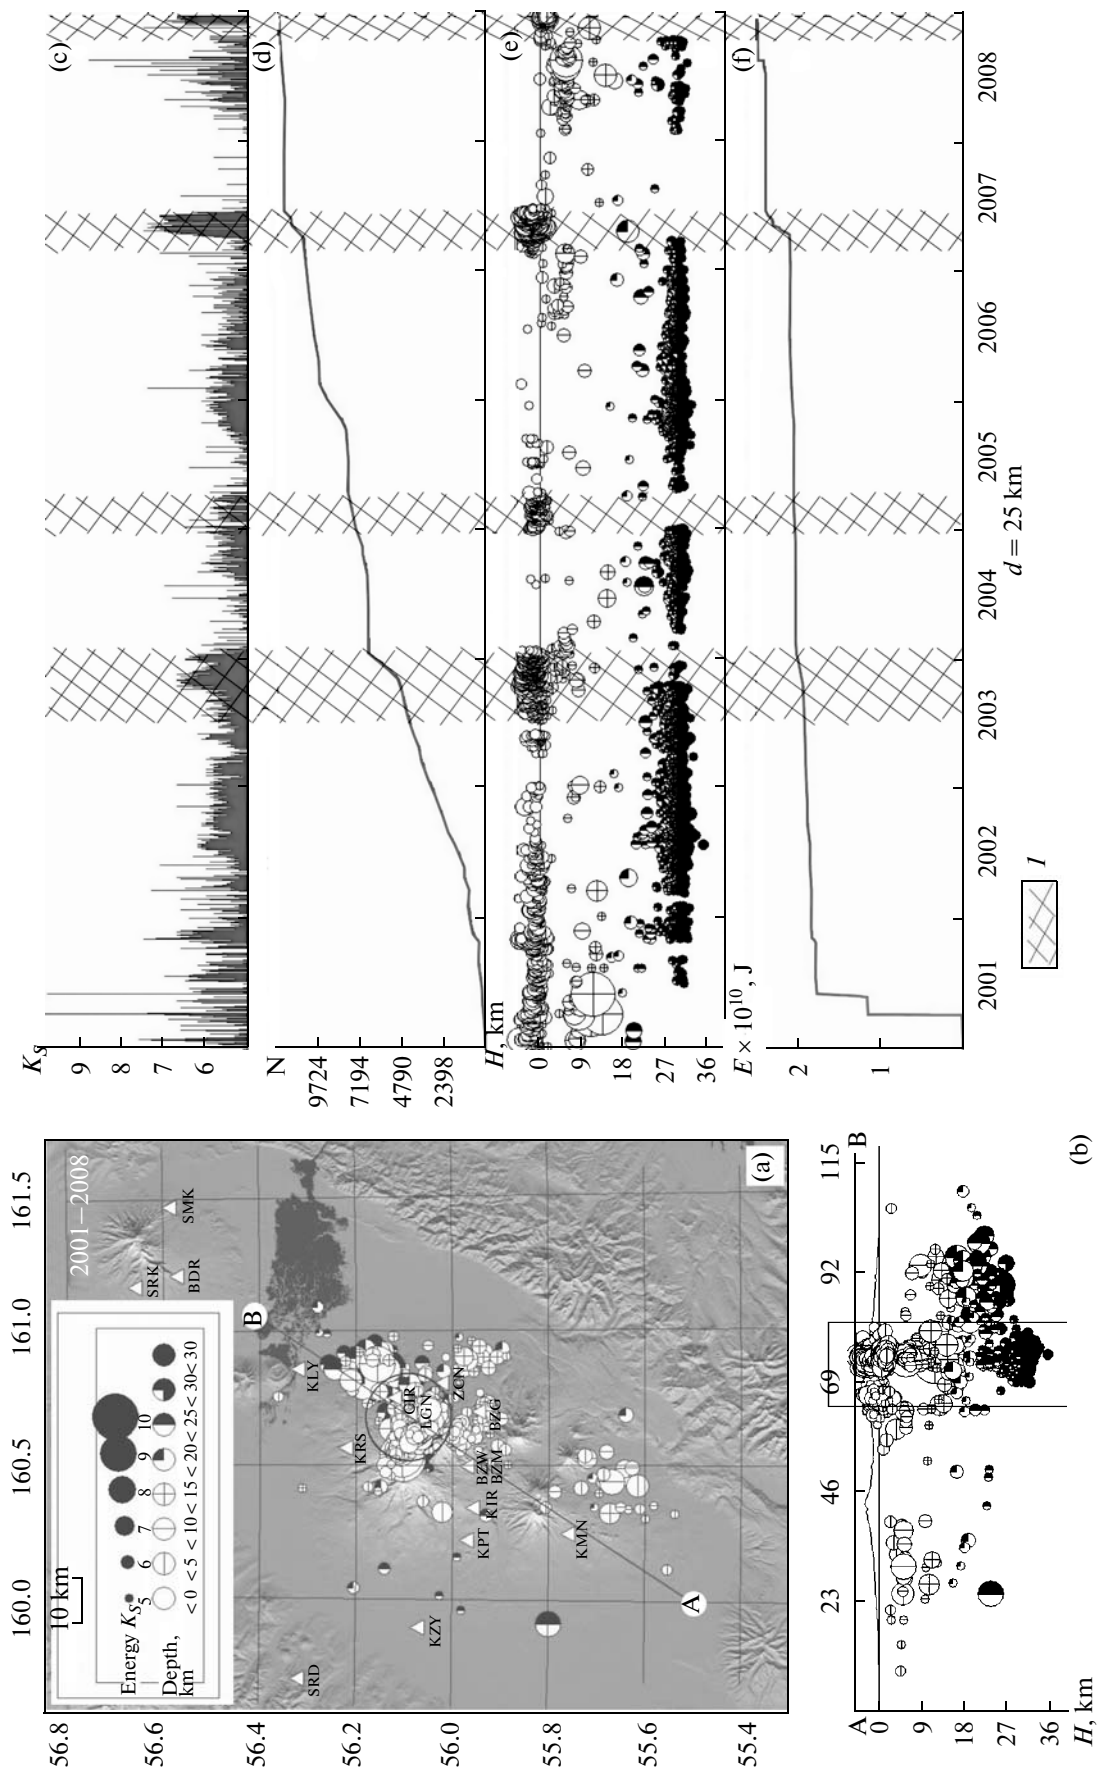 160.0 160.5 161.0 161.5
56.8
56.6
56.4
56.2
56.0
55.8
55.6
55.4
10 km
2001–2008
Energy K_S
5 6 7 8 9 10
Depth, km
< 0 < 5 < 10 < 15 < 20 < 25 < 30 < 30
SRK
SMK
BDR
B
KLY
KRS
CIR
LGN
ZCN
BZG
BZW
BZM
KIR
KPT
KMN
KZY
SRD
A
(a)
A B
0
9
18
27
36
H, km
23 46 69 92 115
(b)
K_S
9
8
7
6
(c)
N
9724
7194
4790
2398
(d)
H, km
0
9
18
27
36
(e)
E × 10^10, J
2
1
(f)
2001 2002 2003 2004 2005 2006 2007 2008
d = 25 km
1